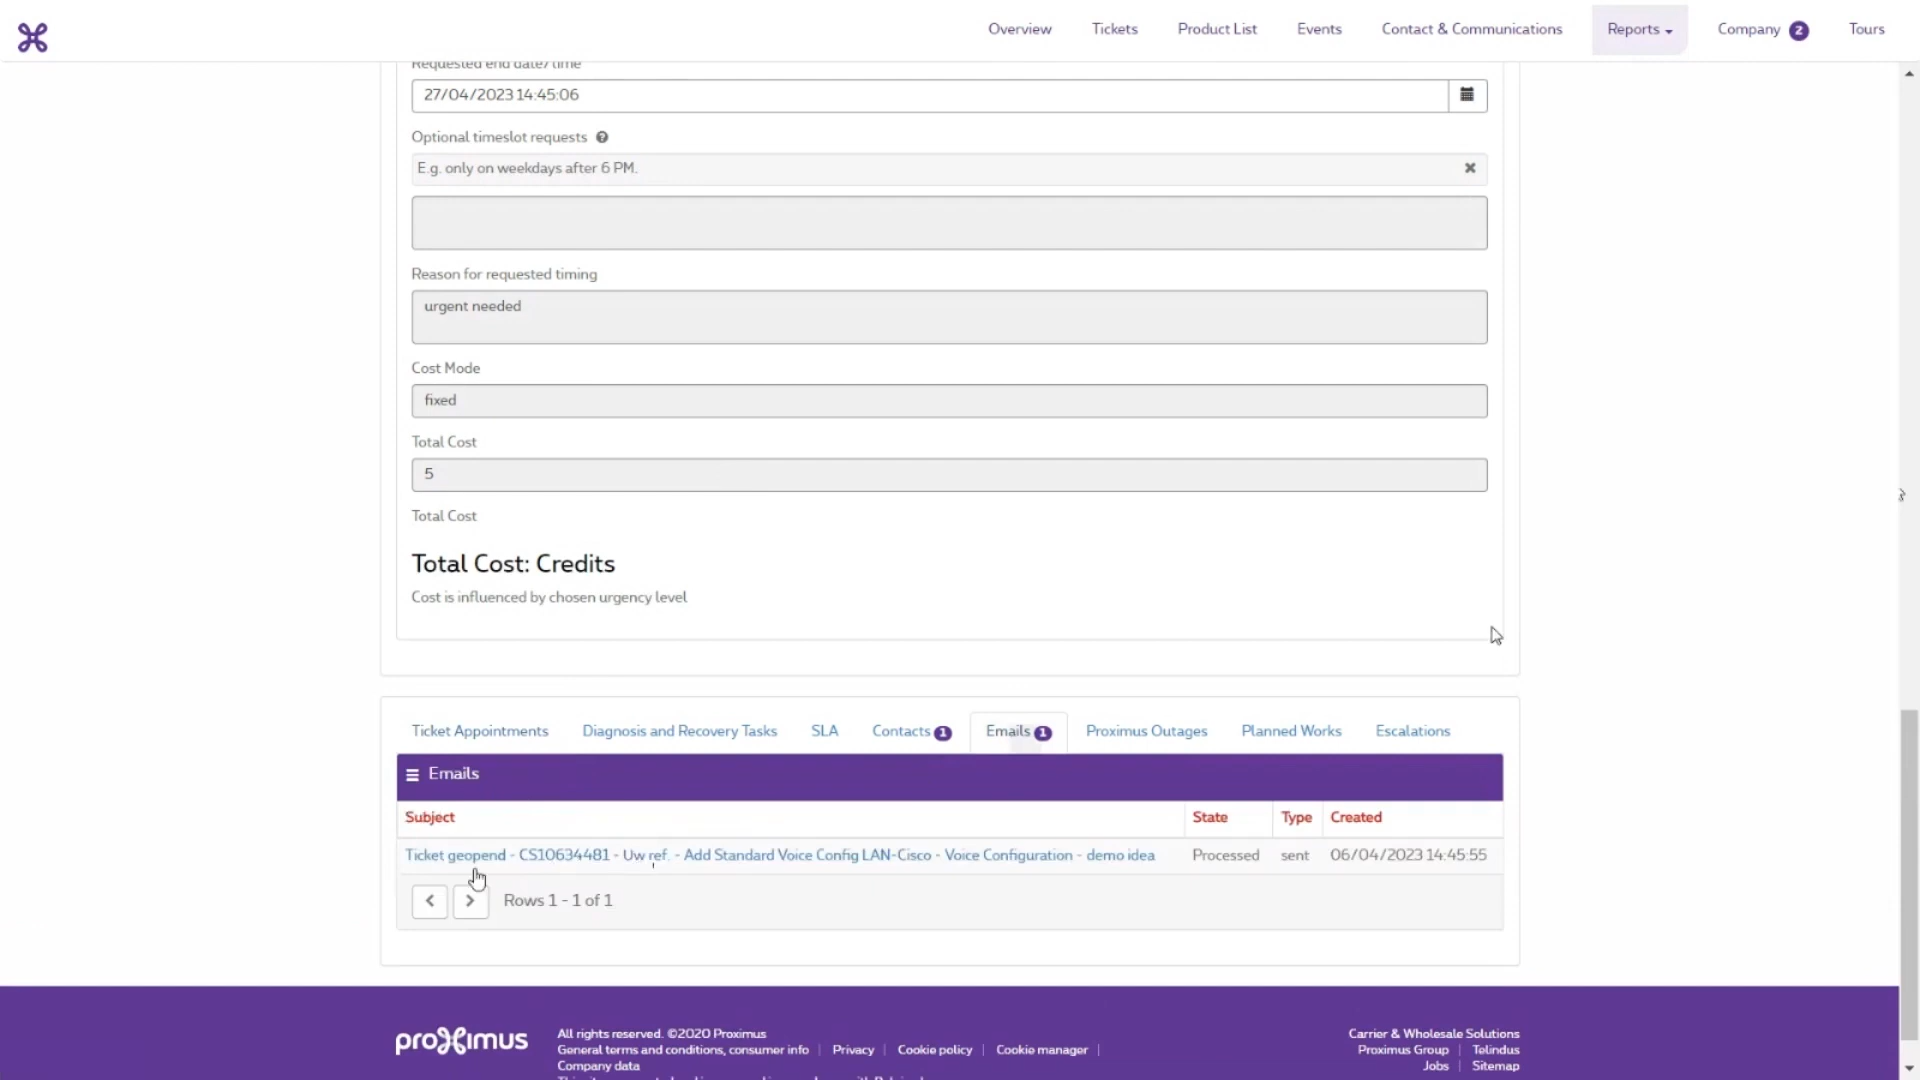 Overview Tickets Product List Events Contact & Communications Reports Company 2 Tours
Requested end date/time
27/04/2023 14:45:06
Optional timeslot requests
E.g. only on weekdays after 6 PM.
Reason for requested timing
urgent needed
Cost Mode
fixed
Total Cost
5
Total Cost
Total Cost: Credits
Cost is influenced by chosen urgency level
Ticket Appointments Diagnosis and Recovery Tasks SLA Contacts 1 Emails 1 Proximus Outages Planned Works Escalations
Emails
Subject State Type Created
Ticket geopend - CS10634481 - Uw ref. - Add Standard Voice Config LAN-Cisco - Voice Configuration - demo idea Processed sent 06/04/2023 14:45:55
Rows 1 - 1 of 1
proximus
All rights reserved. ©2020 Proximus
General terms and conditions, consumer info | Privacy | Cookie policy | Cookie manager |
Company data
Carrier & Wholesale Solutions
Proximus Group | Telindus
Jobs | Sitemap